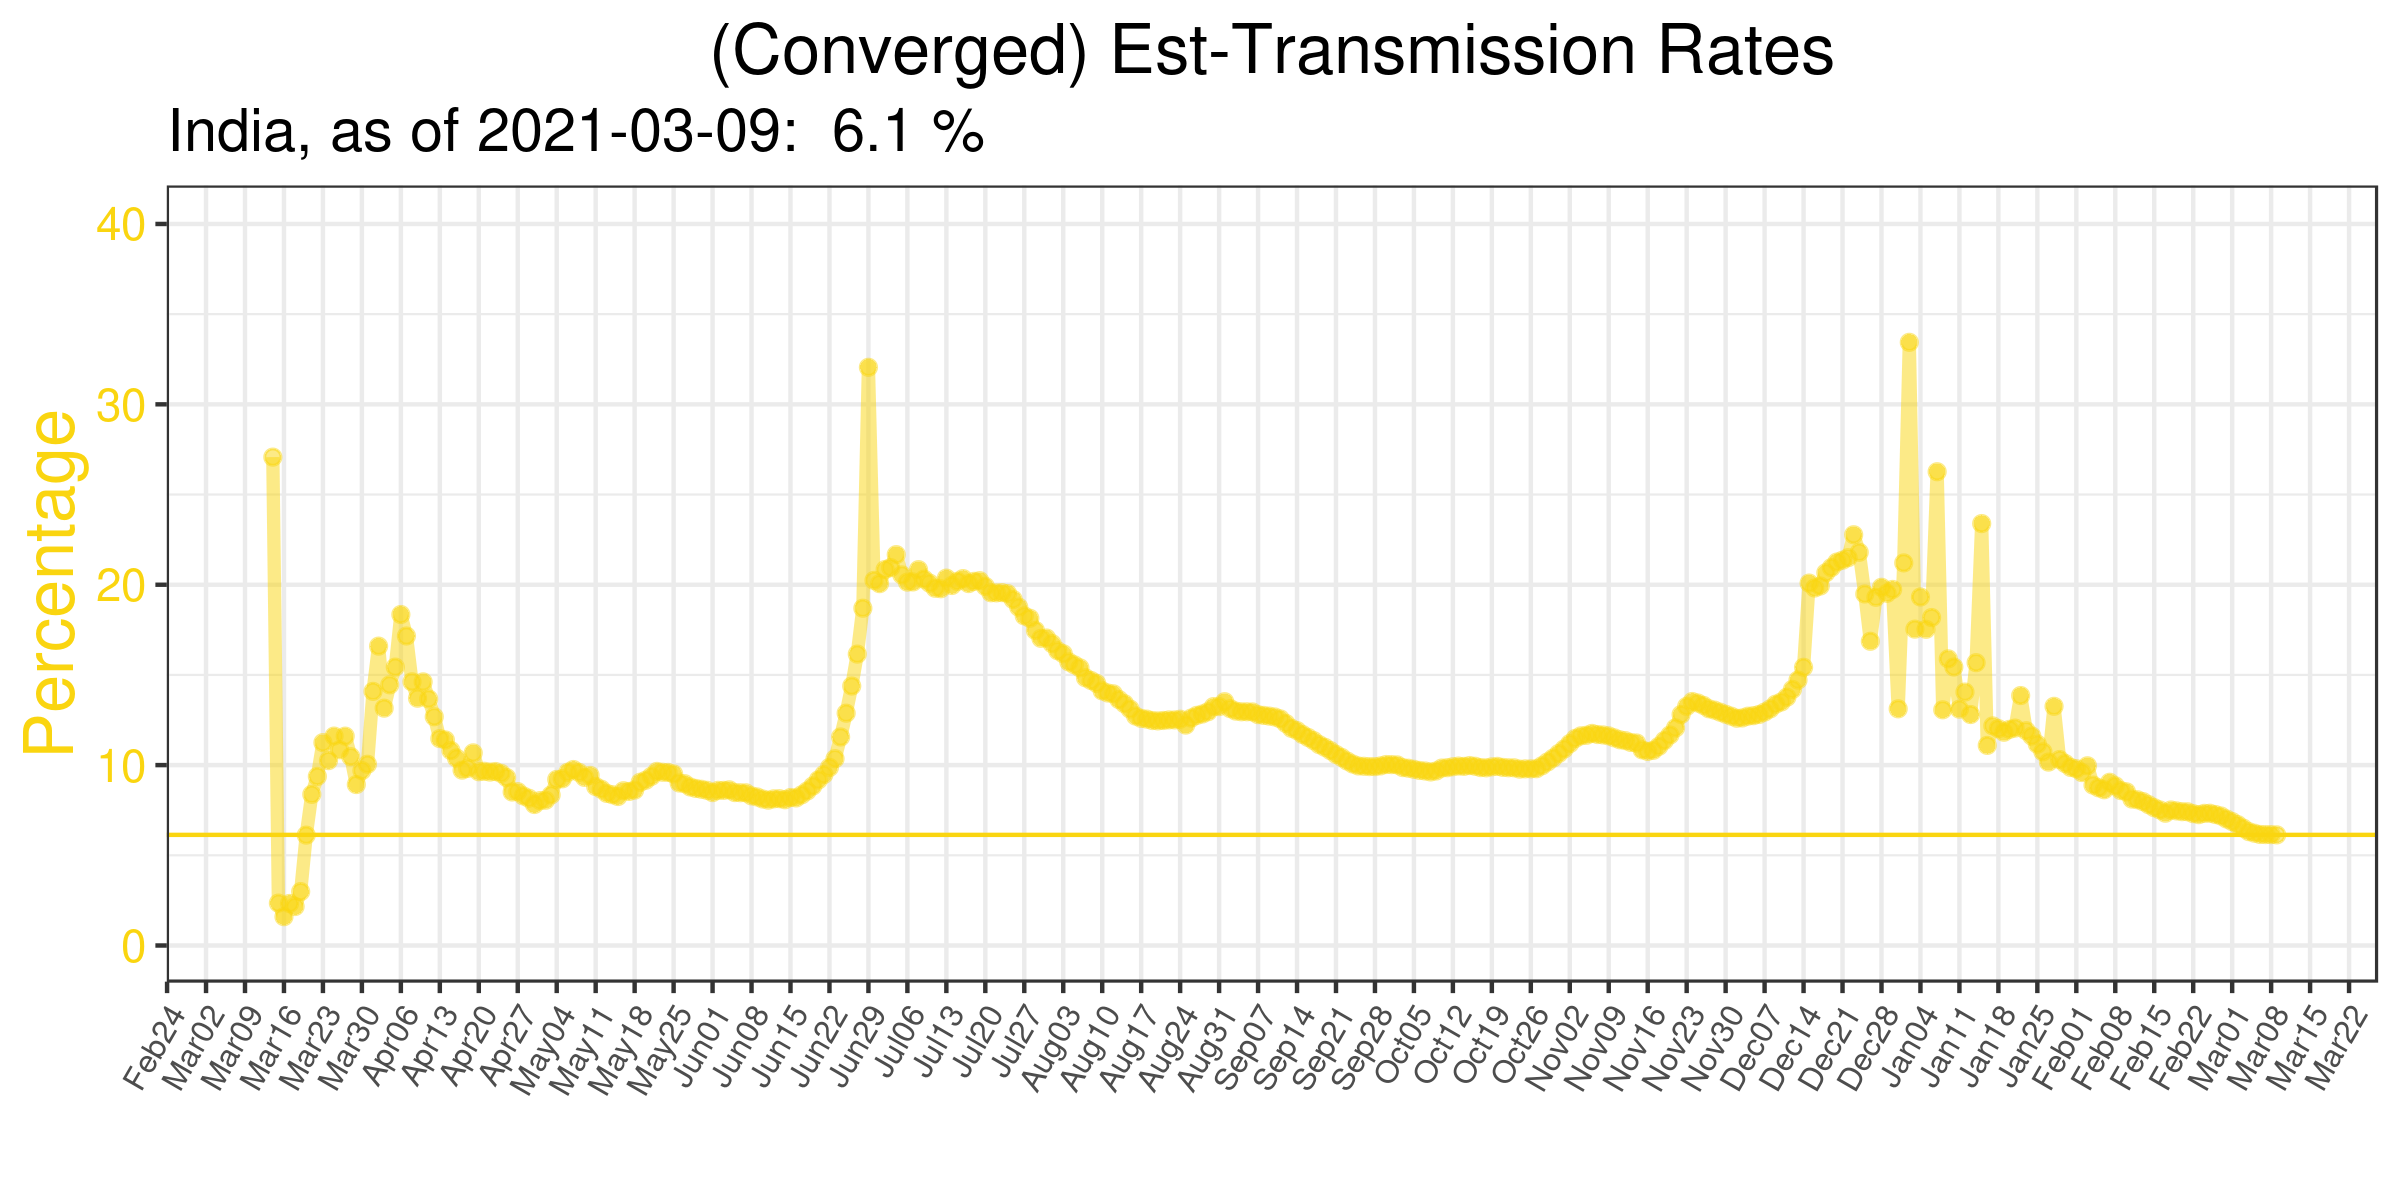 (Converged) Est-Transmission Rates
India, as of 2021-03-09:  6.1 %
Percentage
40
30
20
10
0
Feb24
Mar02
Mar09
Mar16
Mar23
Mar30
Apr06
Apr13
Apr20
Apr27
May04
May11
May18
May25
Jun01
Jun08
Jun15
Jun22
Jun29
Jul06
Jul13
Jul20
Jul27
Aug03
Aug10
Aug17
Aug24
Aug31
Sep07
Sep14
Sep21
Sep28
Oct05
Oct12
Oct19
Oct26
Nov02
Nov09
Nov16
Nov23
Nov30
Dec07
Dec14
Dec21
Dec28
Jan04
Jan11
Jan18
Jan25
Feb01
Feb08
Feb15
Feb22
Mar01
Mar08
Mar15
Mar22